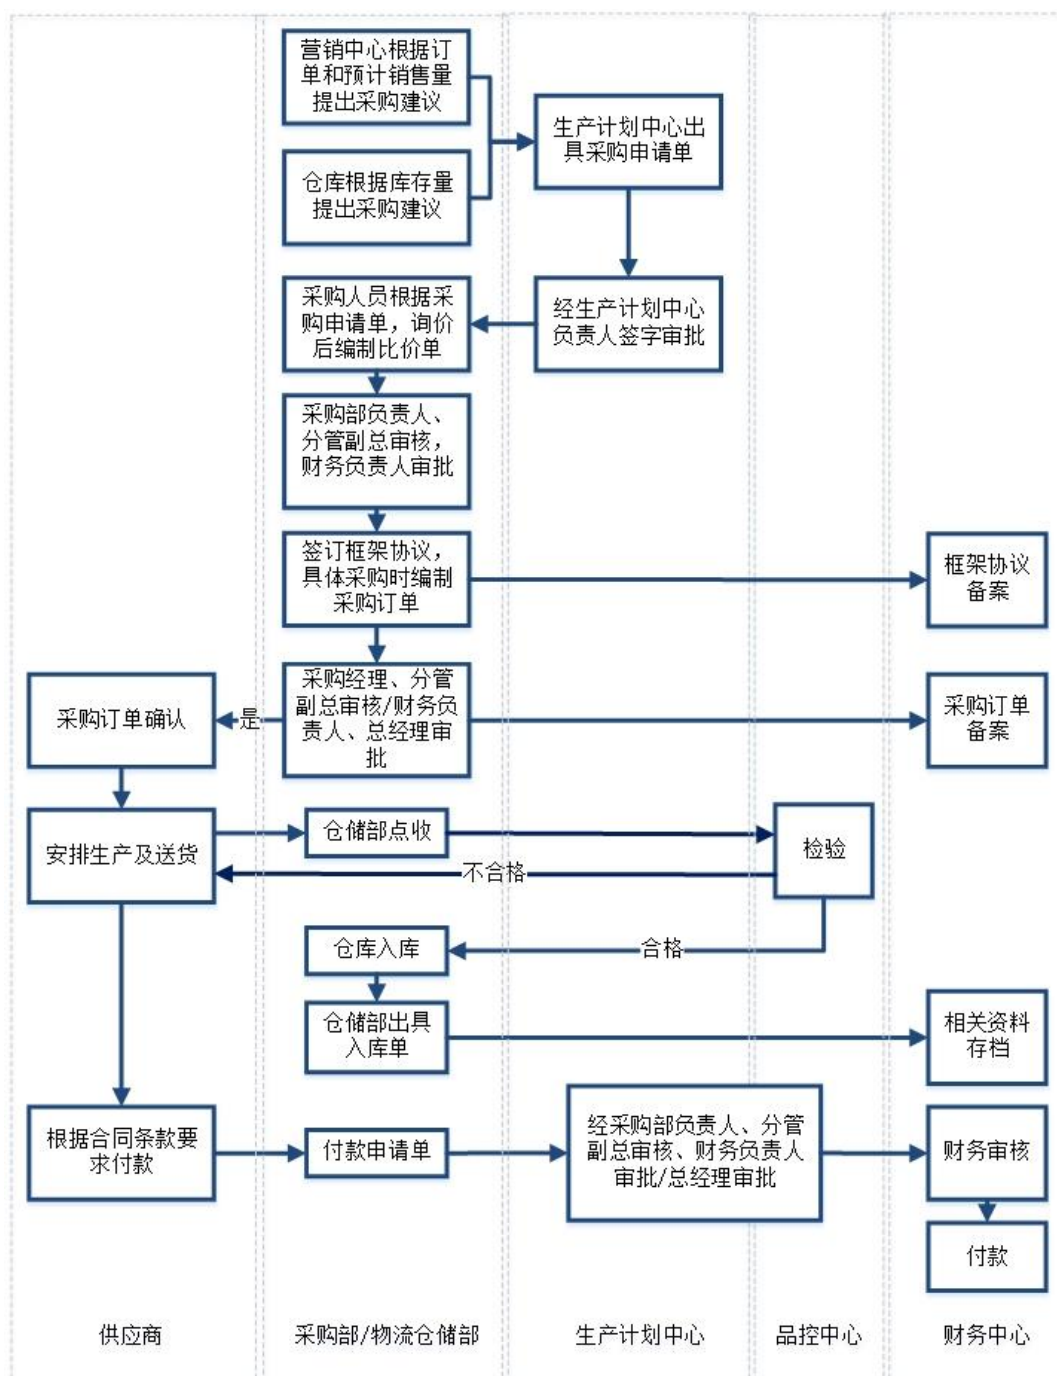 营销中心根据订
单和预计销售量
提出采购建议
生产计划中心出
具采购申请单
仓库根据库存量
提出采购建议
采购人员根据采
购申请单，询价
后编制比价单
经生产计划中心
负责人签字审批
采购部负责人、
分管副总审核，
财务负责人审批
签订框架协议，
具体采购时编制
采购订单
框架协议
备案
采购订单确认
是
采购经理、分管
副总审核/财务负
责人、总经理审
批
采购订单
备案
安排生产及送货
仓储部点收
检验
不合格
仓库入库
合格
仓储部出具
入库单
相关资料
存档
根据合同条款要
求付款
付款申请单
经采购部负责人、分管
副总审核、财务负责人
审批/总经理审批
财务审核
付款
供应商
采购部/物流仓储部
生产计划中心
品控中心
财务中心